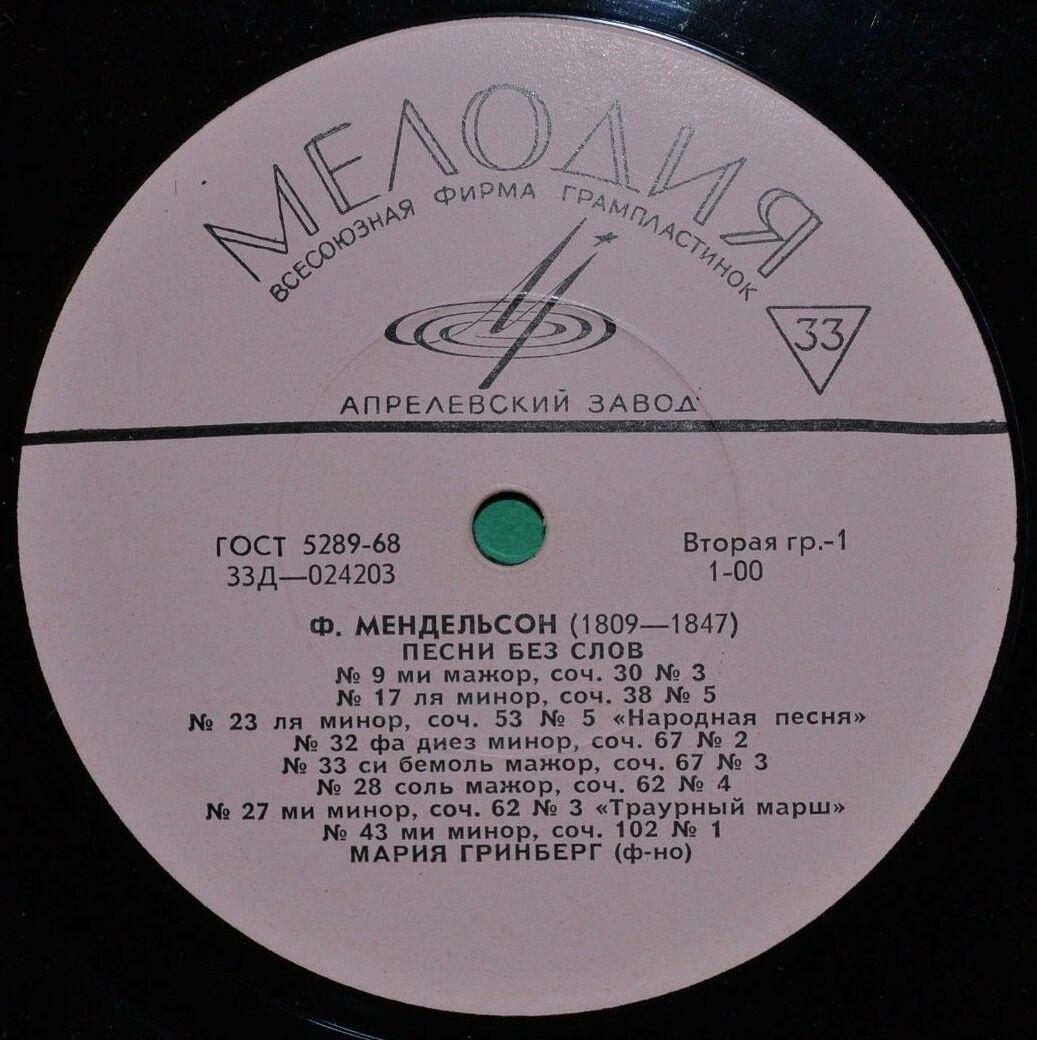 МЕЛОДИЯ
ВСЕСОЮЗНАЯ ФИРМА ГРАМПЛАСТИНОК
33
АПРЕЛЕВСКИЙ ЗАВОД
ГОСТ 5289-68
Вторая гр.-1
33Д—024203
1-00
Ф. МЕНДЕЛЬСОН (1809—1847)
ПЕСНИ БЕЗ СЛОВ
№ 9 ми мажор, соч. 30 № 3
№ 17 ля минор, соч. 38 № 5
№ 23 ля минор, соч. 53 № 5 «Народная песня»
№ 32 фа диез минор, соч. 67 № 2
№ 33 си бемоль мажор, соч. 67 № 3
№ 28 соль мажор, соч. 62 № 4
№ 27 ми минор, соч. 62 № 3 «Траурный марш»
№ 43 ми минор, соч. 102 № 1
МАРИЯ ГРИНБЕРГ (ф-но)